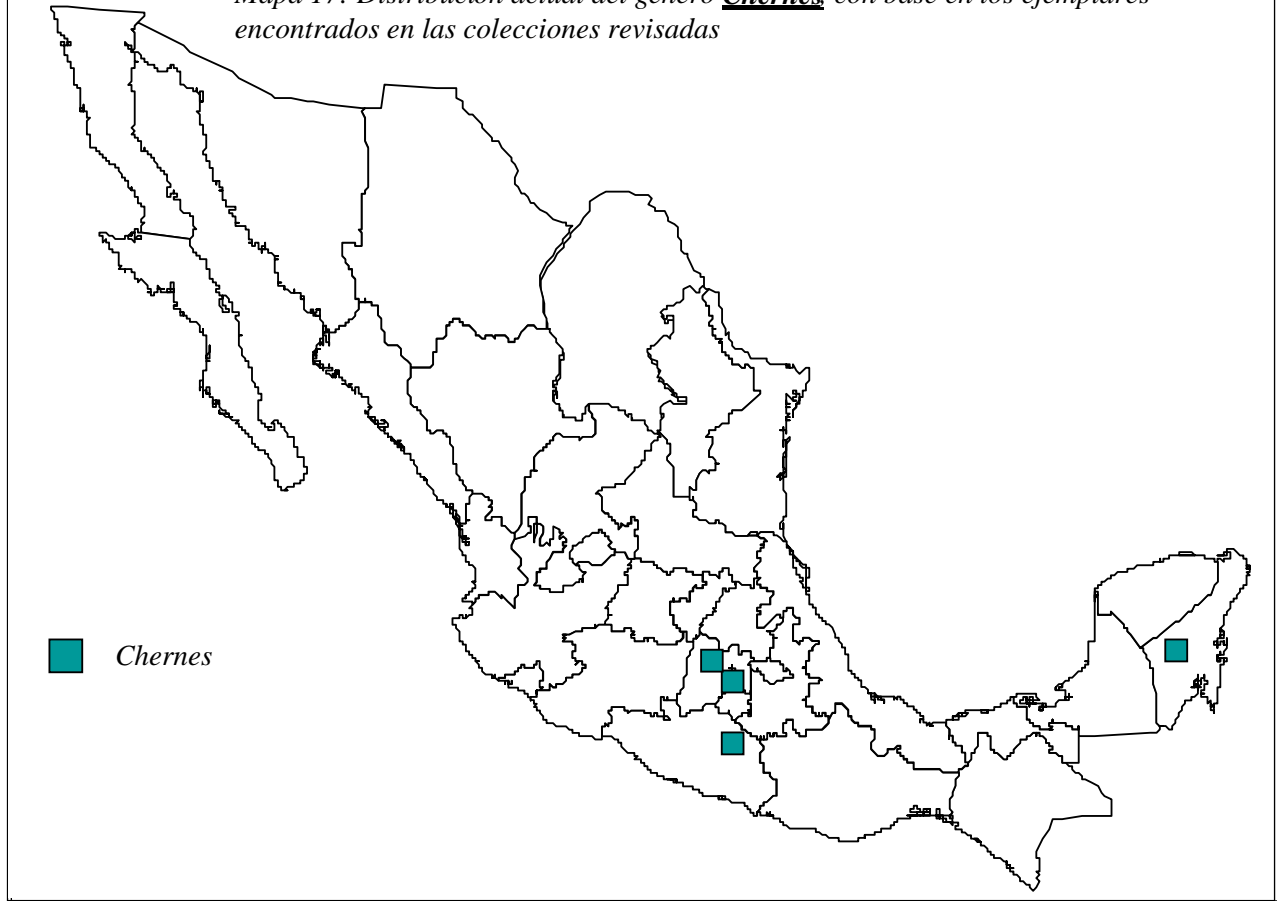 Mapa 17: Distribución actual del género Chernes, con base en los ejemplares
encontrados en las colecciones revisadas
Chernes